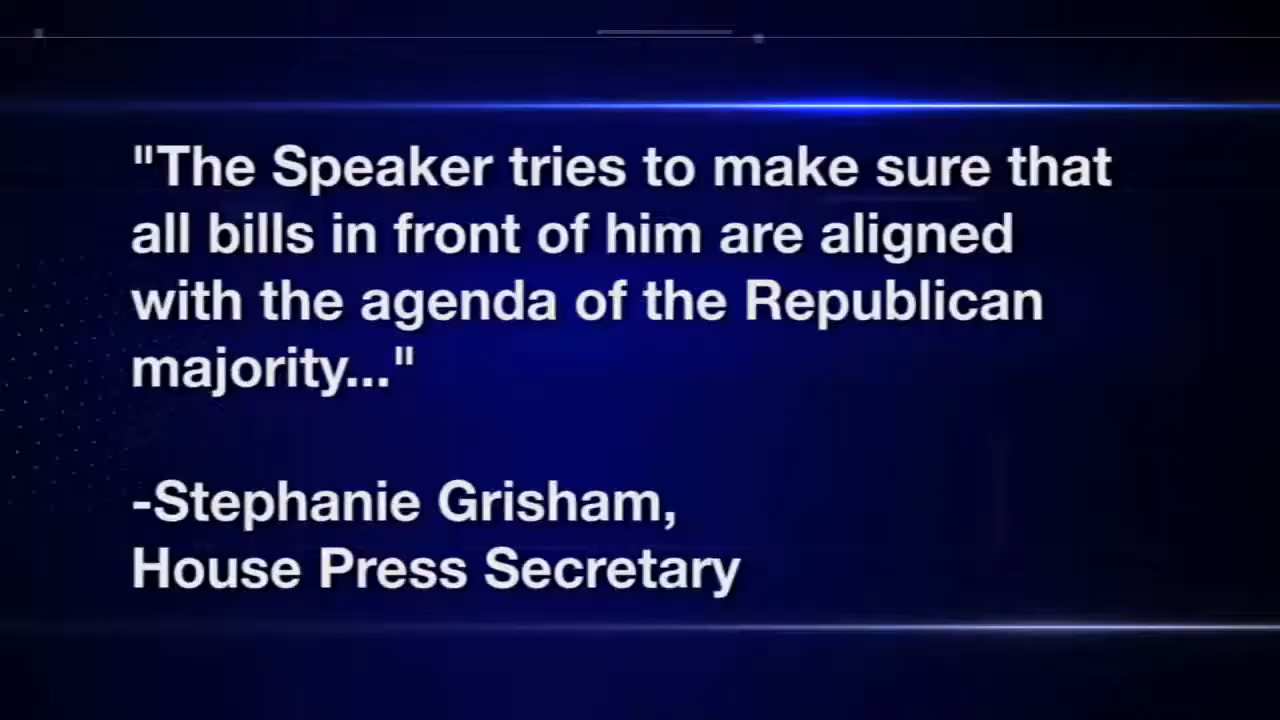 "The Speaker tries to make sure that
all bills in front of him are aligned
with the agenda of the Republican
majority..."
-Stephanie Grisham,
House Press Secretary